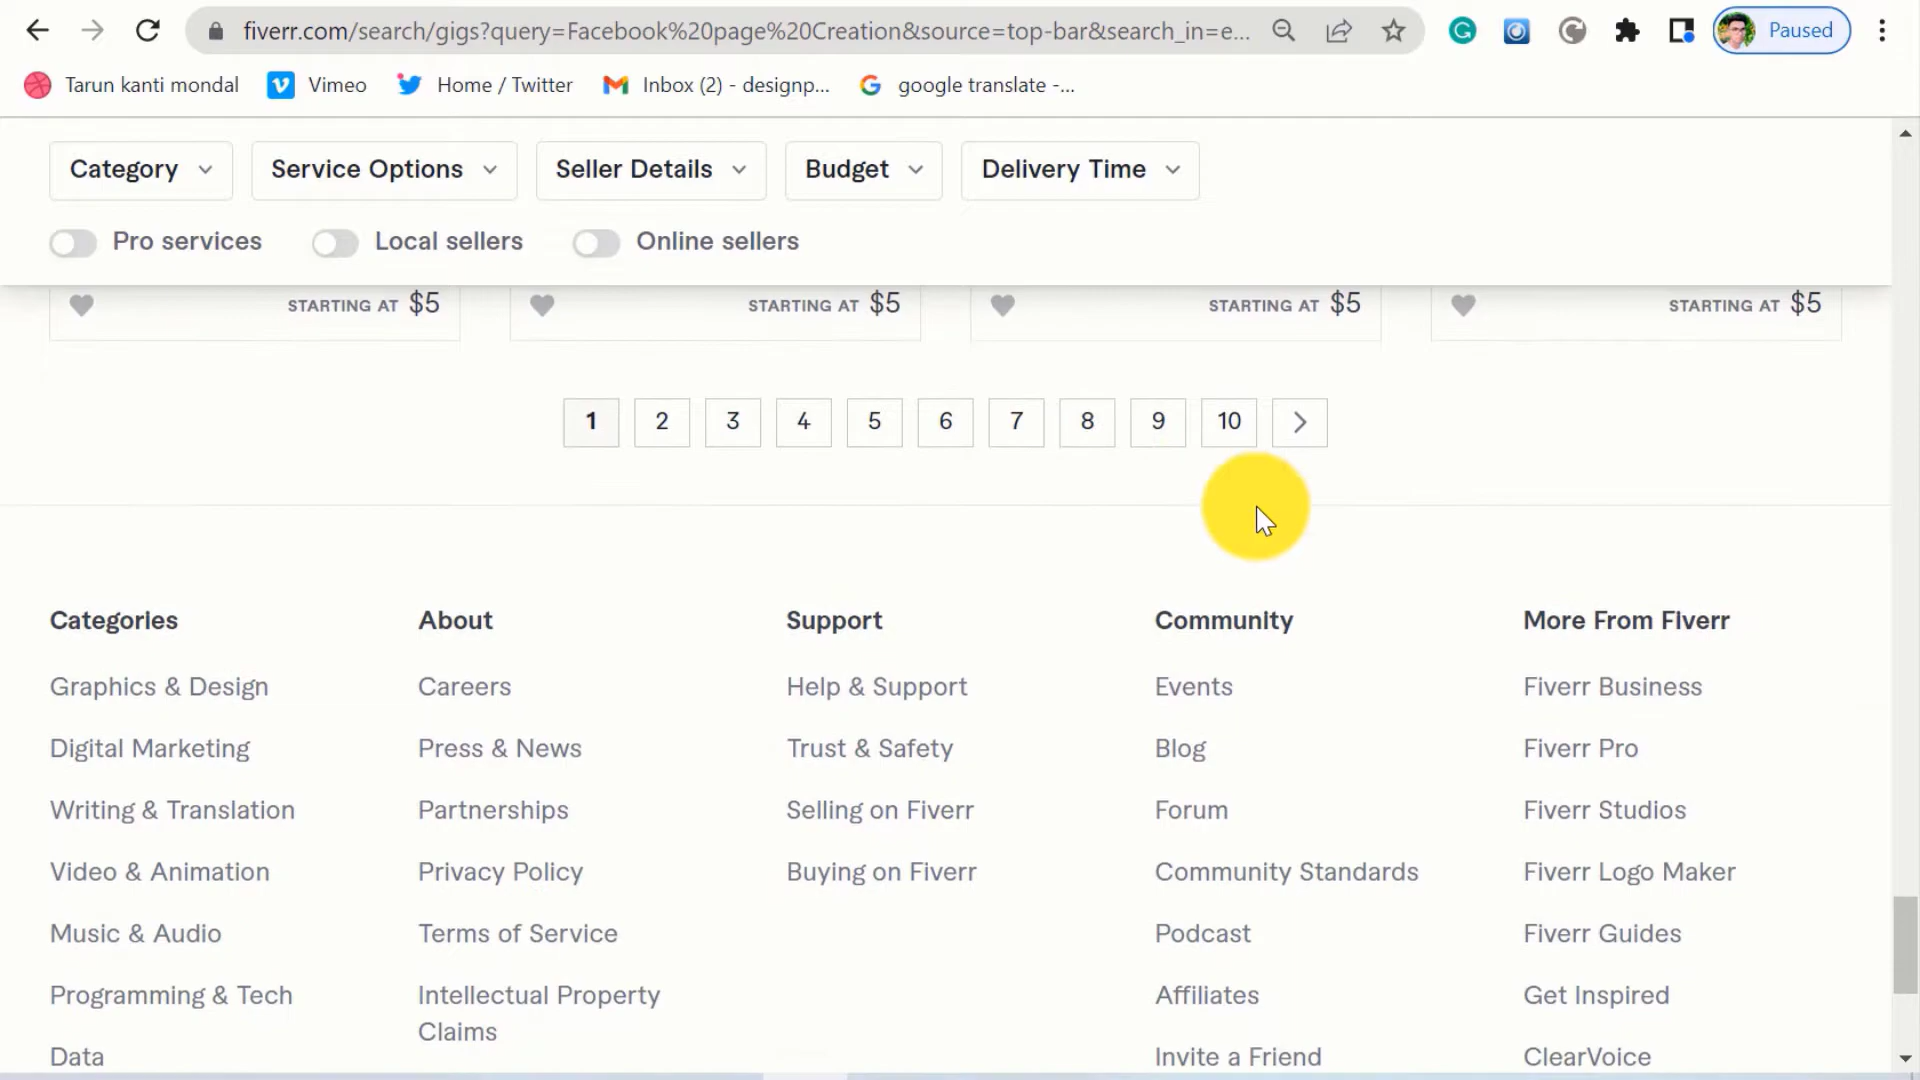 fiverr.com/search/gigs?query=Facebook%20page%20Creation&source=top-bar&search_in=e...
Paused
Tarun kanti mondal
Vimeo
Home / Twitter
Inbox (2) - designp...
google translate -...
Category
Service Options
Seller Details
Budget
Delivery Time
Pro services
Local sellers
Online sellers
STARTING AT $5
STARTING AT $5
STARTING AT $5
STARTING AT $5
1 2 3 4 5 6 7 8 9 10
Categories
Graphics & Design
Digital Marketing
Writing & Translation
Video & Animation
Music & Audio
Programming & Tech
Data
About
Careers
Press & News
Partnerships
Privacy Policy
Terms of Service
Intellectual Property
Claims
Support
Help & Support
Trust & Safety
Selling on Fiverr
Buying on Fiverr
Community
Events
Blog
Forum
Community Standards
Podcast
Affiliates
Invite a Friend
More From Fiverr
Fiverr Business
Fiverr Pro
Fiverr Studios
Fiverr Logo Maker
Fiverr Guides
Get Inspired
ClearVoice